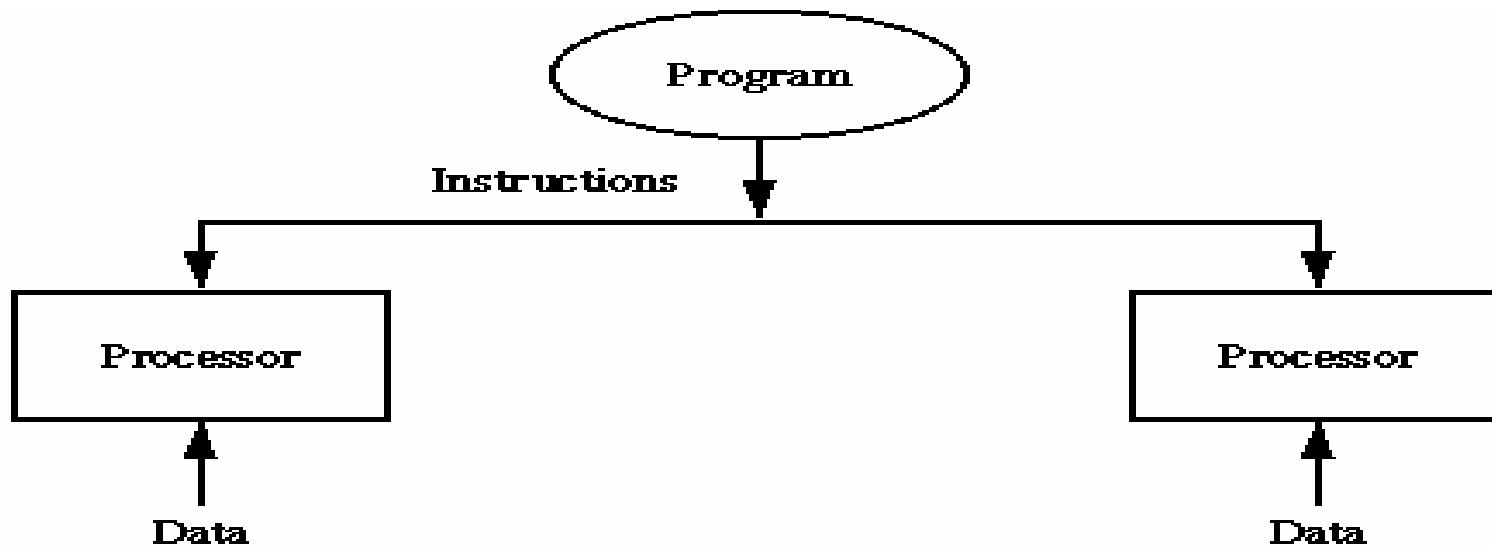 Program
Instructions
Processor
Processor
Data
Data